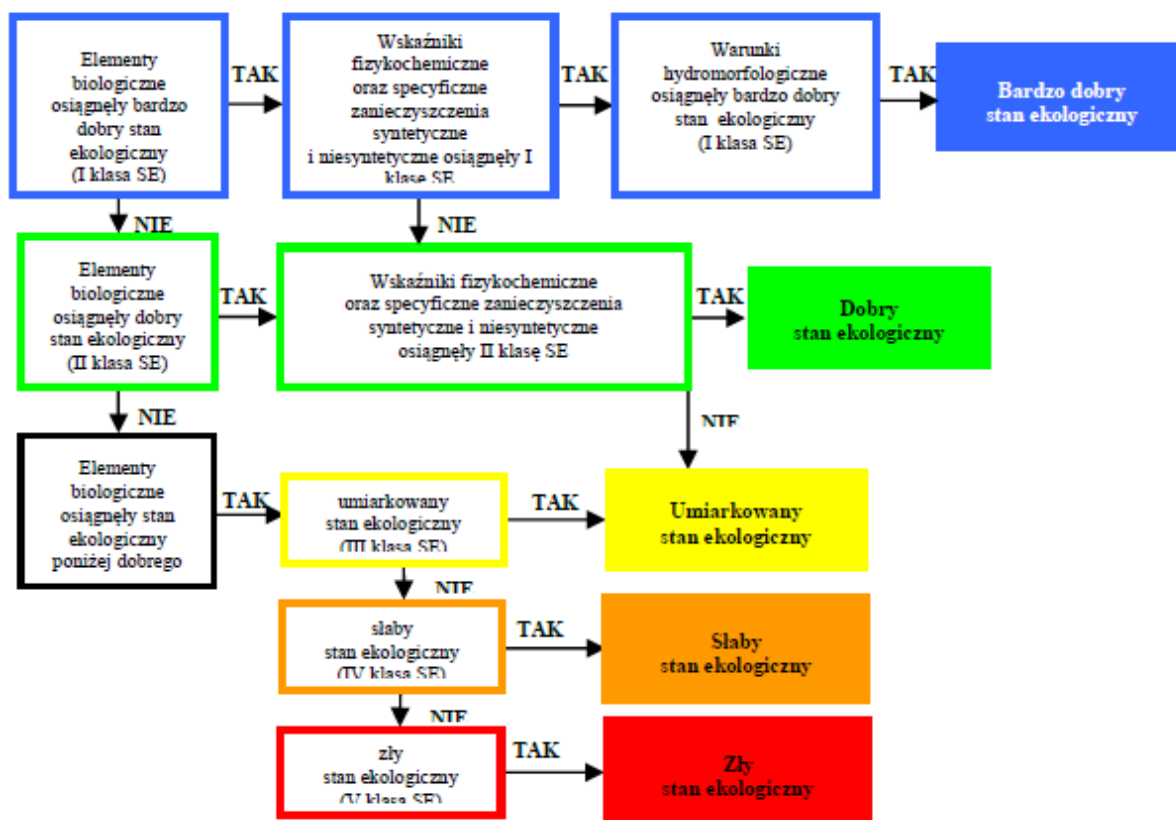 Elementy
biologiczne
osiągnęły bardzo
dobry stan
ekologiczny
(I klasa SE)
TAK
Wskaźniki
fizykochemiczne
oraz specyficzne
zanieczyszczenia
syntetyczne
i niesyntetyczne osiągnęły I
klasę SE
TAK
Warunki
hydromorfologiczne
osiągnęły bardzo dobry
stan ekologiczny
(I klasa SE)
TAK
Bardzo dobry
stan ekologiczny
NIE
NIE
Elementy
biologiczne
osiągnęły dobry
stan ekologiczny
(II klasa SE)
TAK
Wskaźniki fizykochemiczne
oraz specyficzne zanieczyszczenia
syntetyczne i niesyntetyczne
osiągnęły II klasę SE
TAK
Dobry
stan ekologiczny
NIE
NIE
Elementy
biologiczne
osiągnęły stan
ekologiczny
poniżej dobrego
TAK
umiarkowany
stan ekologiczny
(III klasa SE)
TAK
Umiarkowany
stan ekologiczny
NIE
słaby
stan ekologiczny
(IV klasa SE)
TAK
Słaby
stan ekologiczny
NIE
zły
stan ekologiczny
(V klasa SE)
TAK
Zły
stan ekologiczny